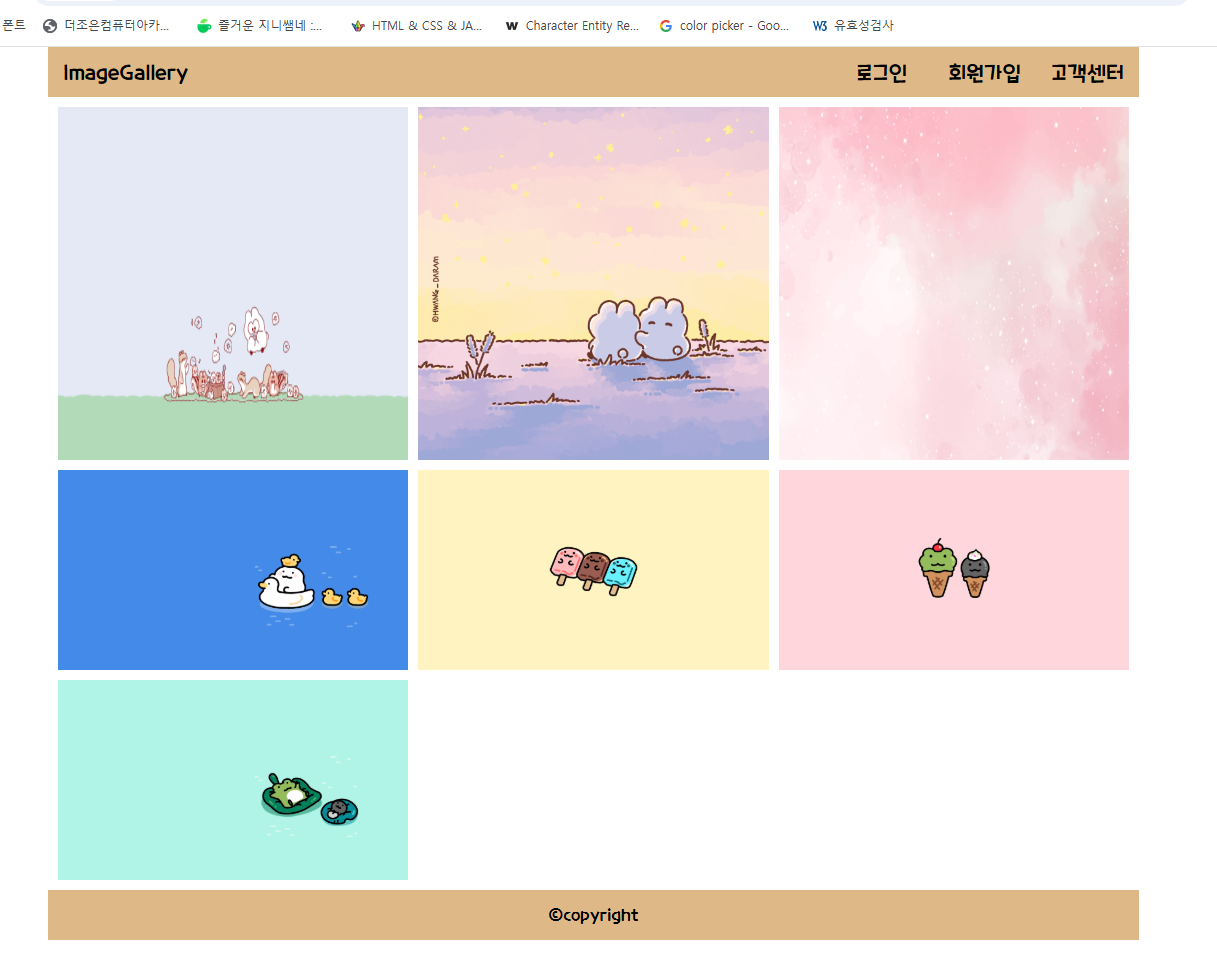 폰트 더조은컴퓨터아카... 즐거운 지니쌤네 :... HTML & CSS & JA... Character Entity Re... color picker - Goo... 유효성검사
ImageGallery 로그인 회원가입 고객센터
©HWANG_DARAM
©copyright